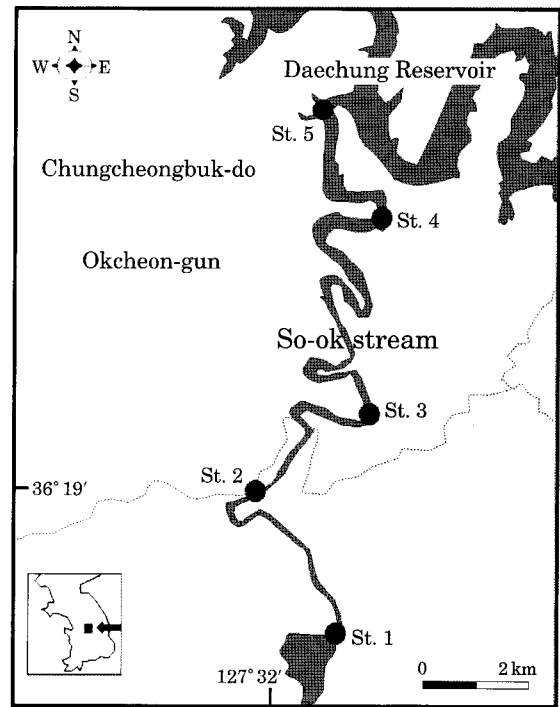 N
W E
S
Daechung Reservoir
St. 5
Chungcheongbuk-do
St. 4
Okcheon-gun
So-ok stream
St. 3
St. 2
36° 19′
St. 1
127° 32′
0 2 km